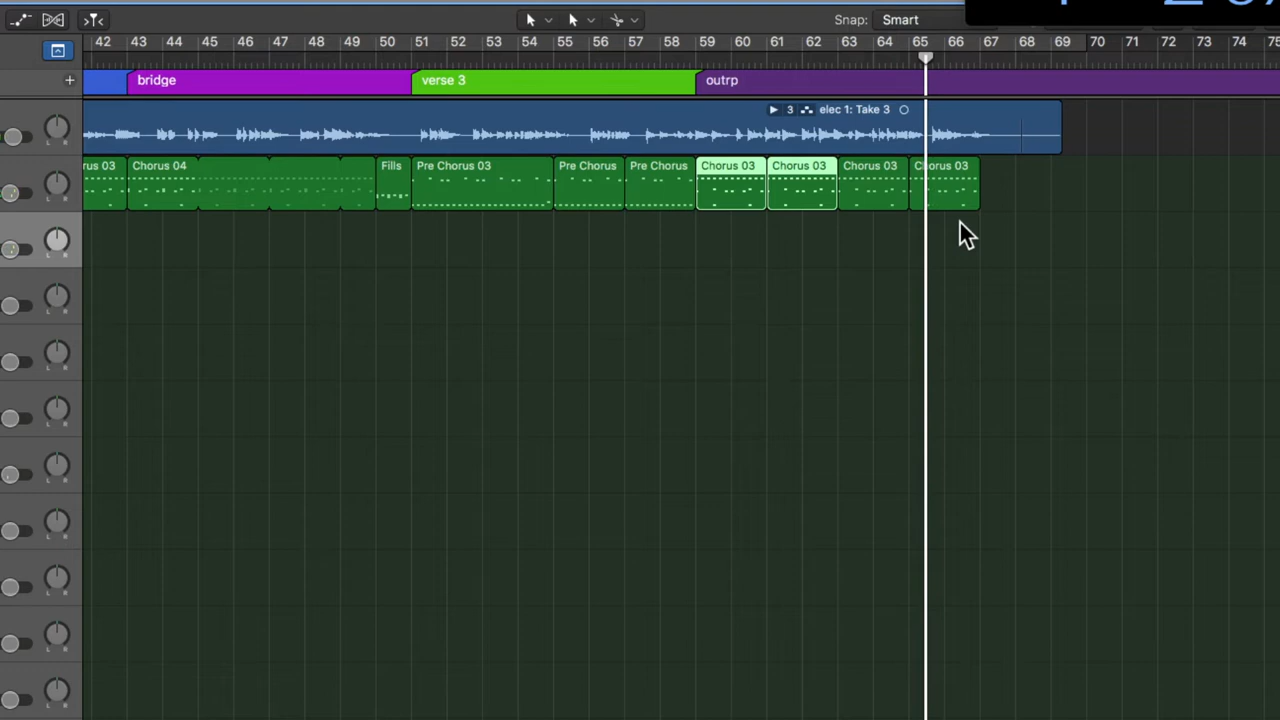 Snap: Smart
42 43 44 45 46 47 48 49 50 51 52 53 54 55 56 57 58 59 60 61 62 63 64 65 66 67 68 69 70 71 72 73 74 75
+ bridge verse 3 outrp
3 elec 1: Take 3
rus 03 Chorus 04 Fills Pre Chorus 03 Pre Chorus Pre Chorus Chorus 03 Chorus 03 Chorus 03 Chorus 03
L R
L R
L R
L R
L R
L R
L R
L R
L R
L R
L R